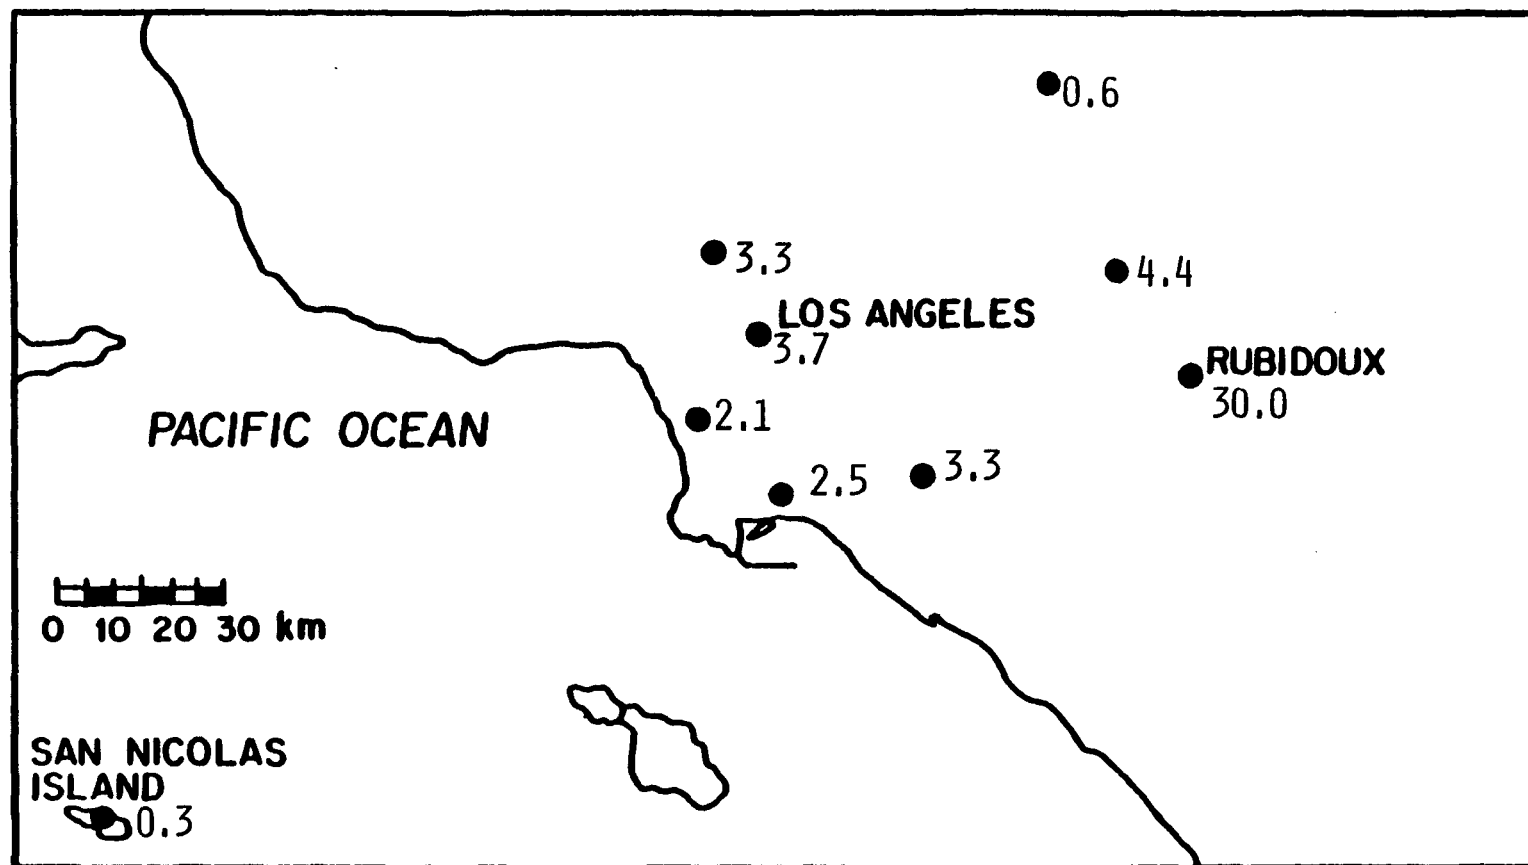 0.6
3.3
4.4
LOS ANGELES
3.7
RUBIDOUX
30.0
PACIFIC OCEAN
2.1
2.5
3.3
0 10 20 30 km
SAN NICOLAS
ISLAND
0.3